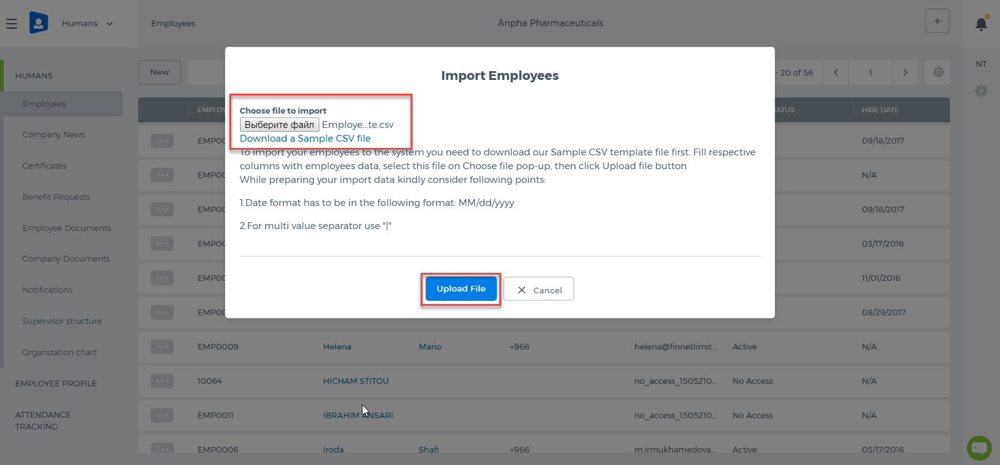 Humans
Employees
Anpha Pharmaceuticals
+
NT
HUMANS
Employees
Company News
Certificates
Benefit Requests
Employee Documents
Company Documents
Notifications
Supervisor structure
Organization chart
EMPLOYEE PROFILE
ATTENDANCE
TRACKING
New
- 20 of 56
1
HIRE DATE
09/18/2017
N/A
09/18/2017
03/17/2016
11/01/2016
08/29/2017
Import Employees
Choose file to import
Выберите файл Employe...te.csv
Download a Sample CSV file
To import your employees to the system you need to download our Sample CSV template file first. Fill respective
columns with employees data, select this file on Choose file pop-up, then click Upload file button
While preparing your import data kindly consider following points:
1.Date format has to be in the following format: MM/dd/yyyy
2.For multi value separator use "|"
Upload File
Cancel
EMP0009 Helena Mario +966 helena@finnetlimit... Active N/A
10064 HICHAM STITOU no_access_1505210... No Access N/A
EMP0011 IBRAHIM ANSARI no_access_1505210... No Access N/A
EMP0006 Iroda Shafi +966 m.irmukhamedova... Active 05/17/2016